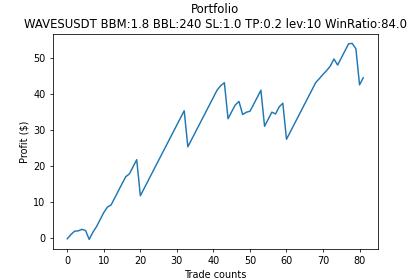 Portfolio
WAVESUSDT BBM:1.8 BBL:240 SL:1.0 TP:0.2 lev:10 WinRatio:84.0
50
40
30
20
10
0
Profit ($)
0 10 20 30 40 50 60 70 80
Trade counts